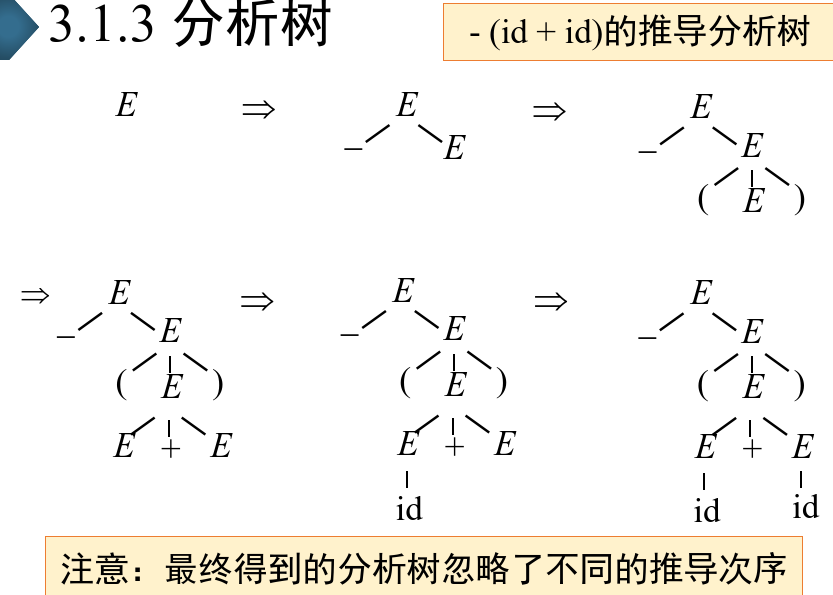 3.1.3 分析树
- (id + id)的推导分析树
E ⇒ E ⇒ E
– E – E
( E )
⇒ E ⇒ E ⇒ E
– E – E – E
( E ) ( E ) ( E )
E + E E + E E + E
id id id
注意：最终得到的分析树忽略了不同的推导次序